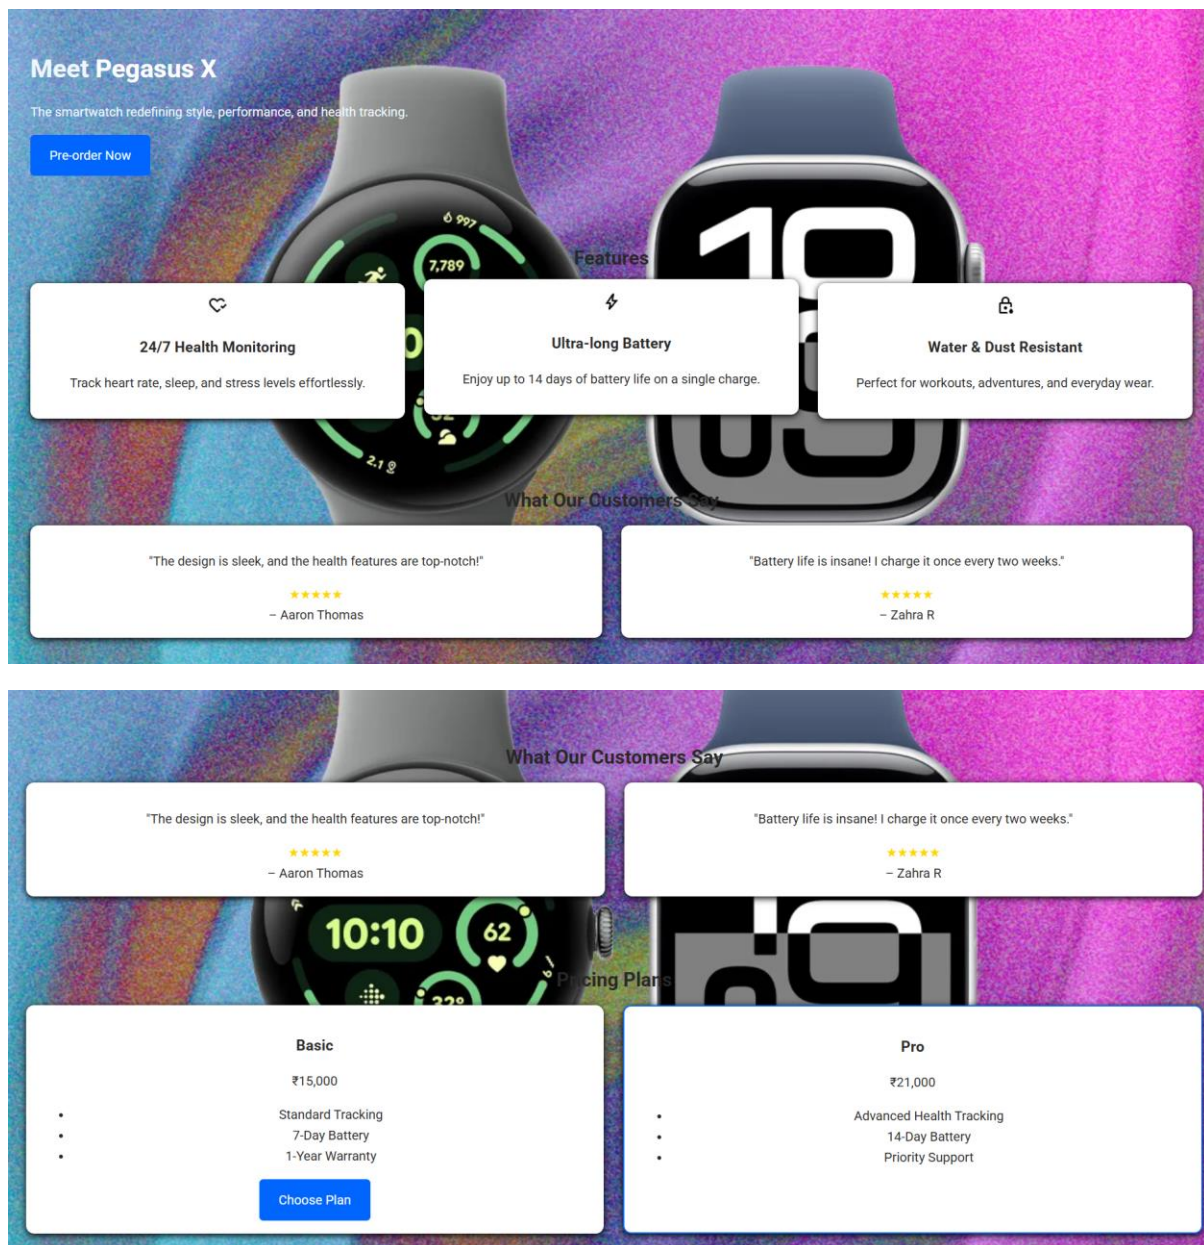 Meet Pegasus X
The smartwatch redefining style, performance, and health tracking.
Pre-order Now
997
7,789
Features
24/7 Health Monitoring
Track heart rate, sleep, and stress levels effortlessly.
Ultra-long Battery
Enjoy up to 14 days of battery life on a single charge.
Water & Dust Resistant
Perfect for workouts, adventures, and everyday wear.
2.1
What Our Customers Say
"The design is sleek, and the health features are top-notch!"
★★★★★
– Aaron Thomas
"Battery life is insane! I charge it once every two weeks."
★★★★★
– Zahra R
What Our Customers Say
"The design is sleek, and the health features are top-notch!"
★★★★★
– Aaron Thomas
"Battery life is insane! I charge it once every two weeks."
★★★★★
– Zahra R
10:10
62
32°
Pricing Plans
Basic
₹15,000
• Standard Tracking
• 7-Day Battery
• 1-Year Warranty
Choose Plan
Pro
₹21,000
• Advanced Health Tracking
• 14-Day Battery
• Priority Support